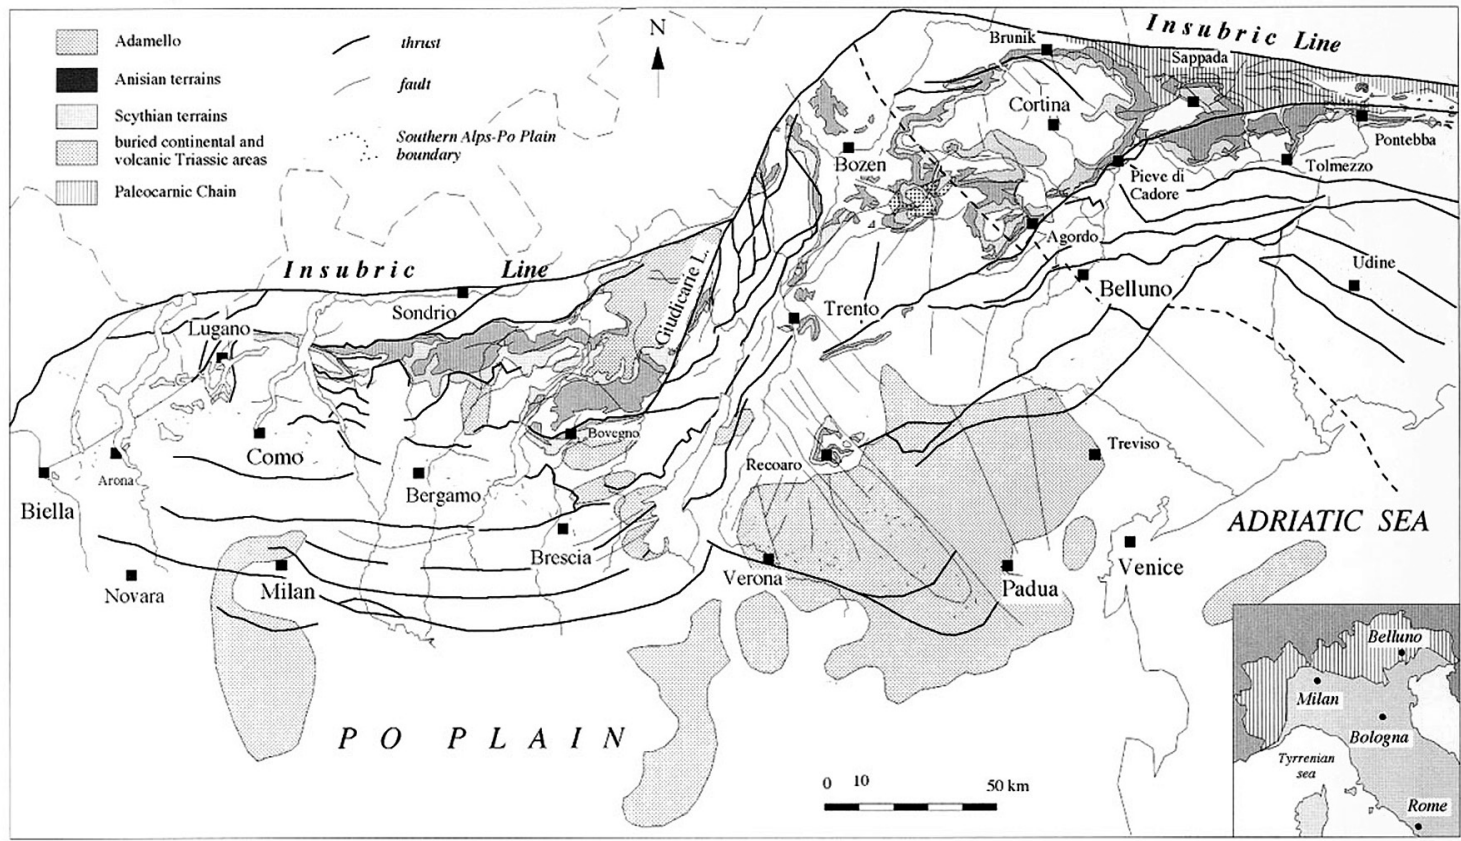 Adamello
Anisian terrains
Scythian terrains
buried continental and
volcanic Triassic areas
Paleocarnic Chain
thrust
fault
Southern Alps-Po Plain
boundary
N
Insubric Line
Brunik
Sappada
Cortina
Bozen
Pontebba
Tolmezzo
Pieve di
Cadore
Agordo
Udine
Belluno
Insubric Line
Sondrio
Giudicarie L.
Trento
Lugano
Bovegno
Treviso
Recoaro
Como
Arona
Bergamo
Biella
ADRIATIC SEA
Brescia
Verona
Padua
Venice
Novara
Milan
PO PLAIN
0 10 50 km
Belluno
Milan
Bologna
Tyrrenian
sea
Rome